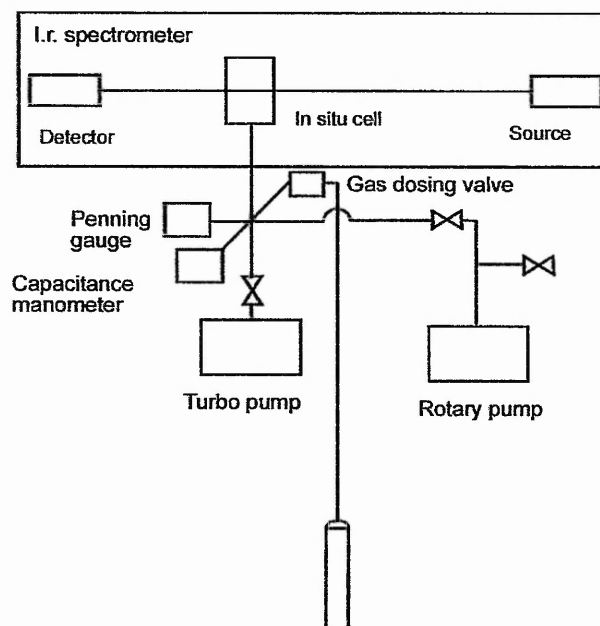 I.r. spectrometer
Detector
In situ cell
Source
Gas dosing valve
Penning
gauge
Capacitance
manometer
Turbo pump
Rotary pump